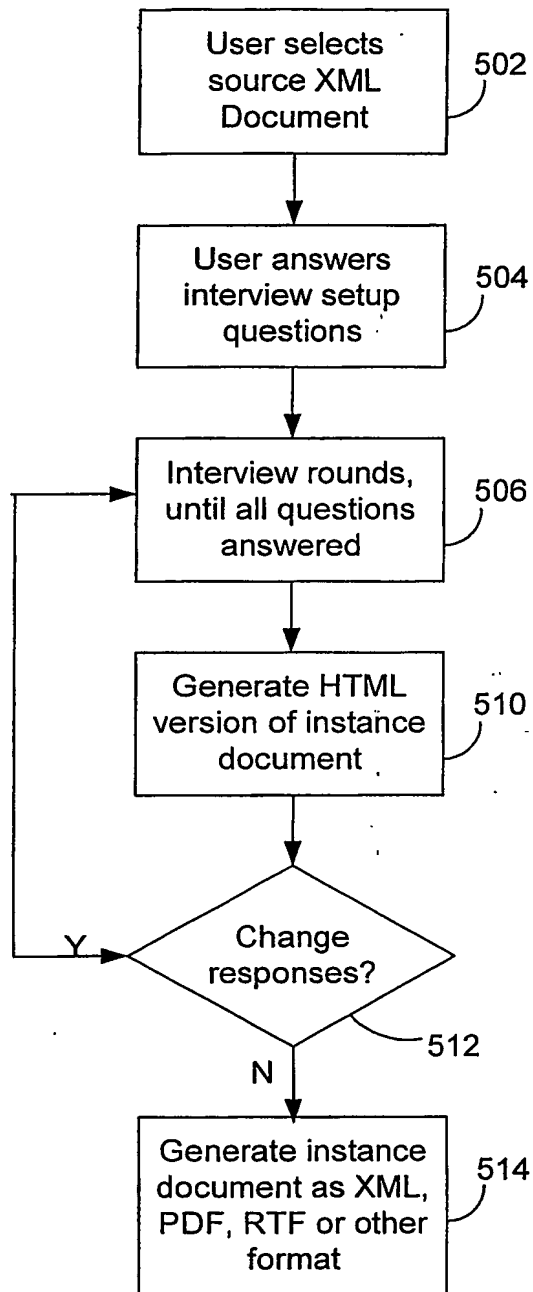 User selects
source XML
Document
502
User answers
interview setup
questions
504
Interview rounds,
until all questions
answered
506
Generate HTML
version of instance
document
510
Change
responses?
512
Y
N
Generate instance
document as XML,
PDF, RTF or other
format
514